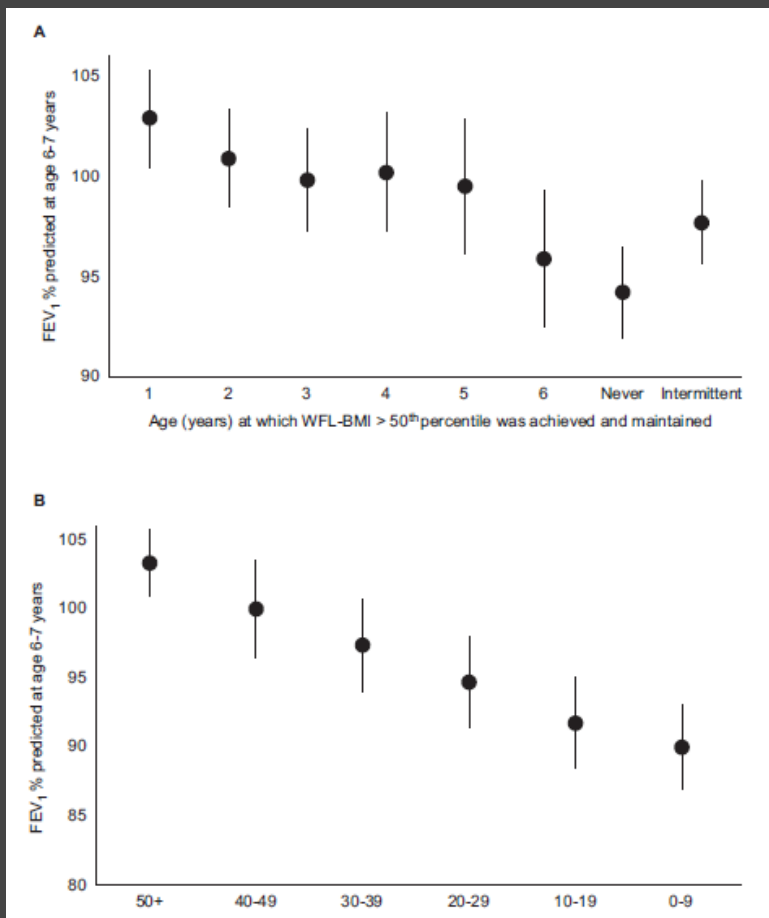 A
FEV₁ % predicted at age 6-7 years
105
100
95
90
1 2 3 4 5 6 Never Intermittent
Age (years) at which WFL-BMI > 50th percentile was achieved and maintained
B
FEV₁ % predicted at age 6-7 years
105
100
95
90
85
80
50+ 40-49 30-39 20-29 10-19 0-9